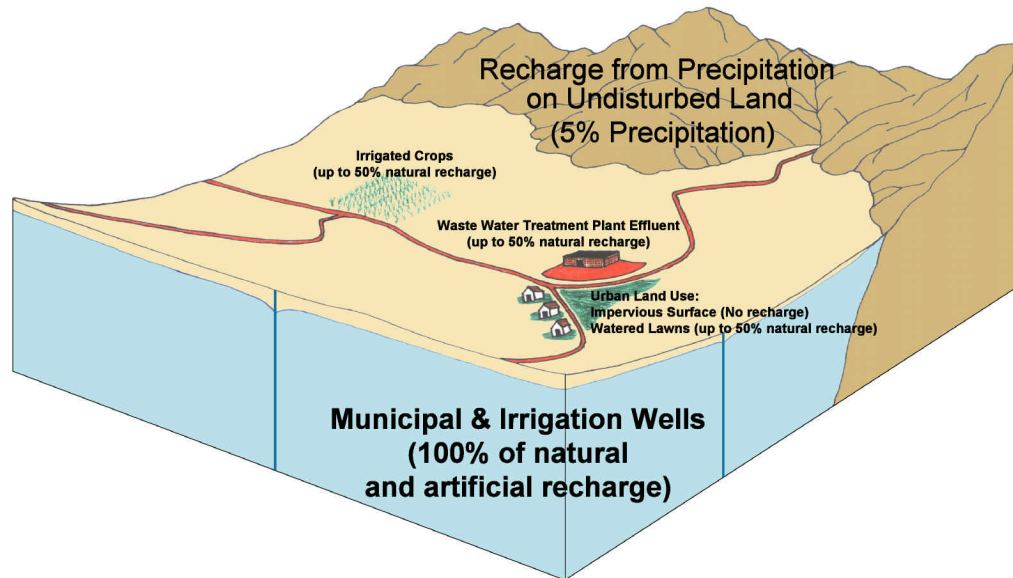 Recharge from Precipitation
on Undisturbed Land
(5% Precipitation)
Irrigated Crops
(up to 50% natural recharge)
Waste Water Treatment Plant Effluent
(up to 50% natural recharge)
Urban Land Use:
Impervious Surface (No recharge)
Watered Lawns (up to 50% natural recharge)
Municipal & Irrigation Wells
(100% of natural
and artificial recharge)